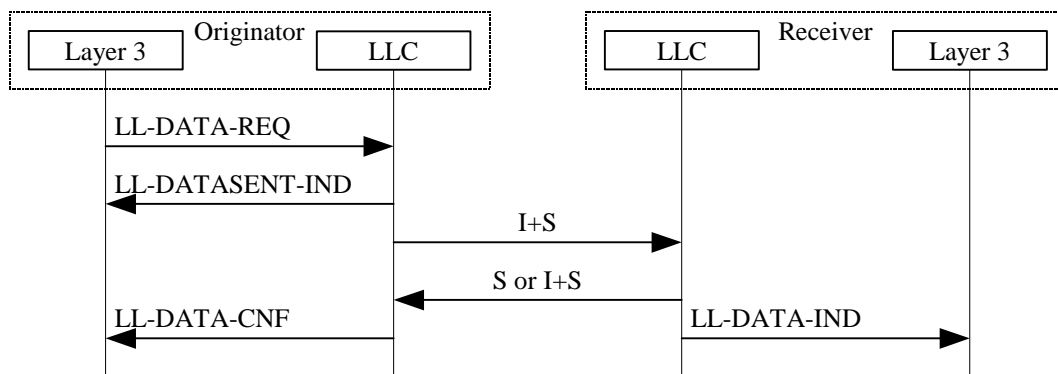 Originator
Receiver
Layer 3
LLC
LLC
Layer 3
LL-DATA-REQ
LL-DATASENT-IND
I+S
S or I+S
LL-DATA-CNF
LL-DATA-IND